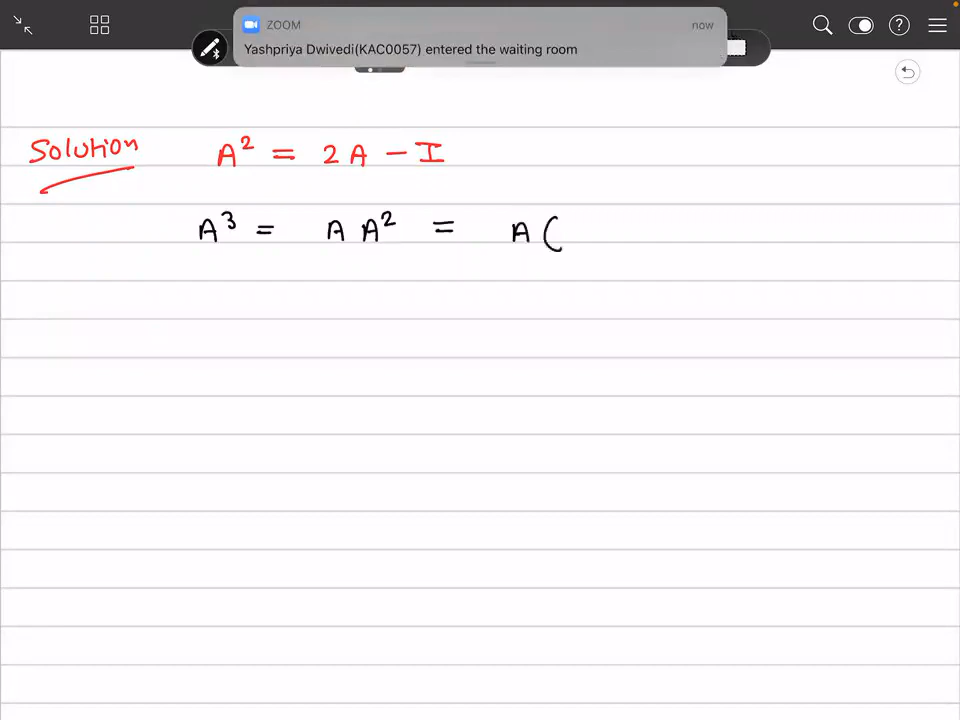 ZOOM now
Yashpriya Dwivedi(KAC0057) entered the waiting room
Solution A² = 2A - I
A³ = A A² = A (